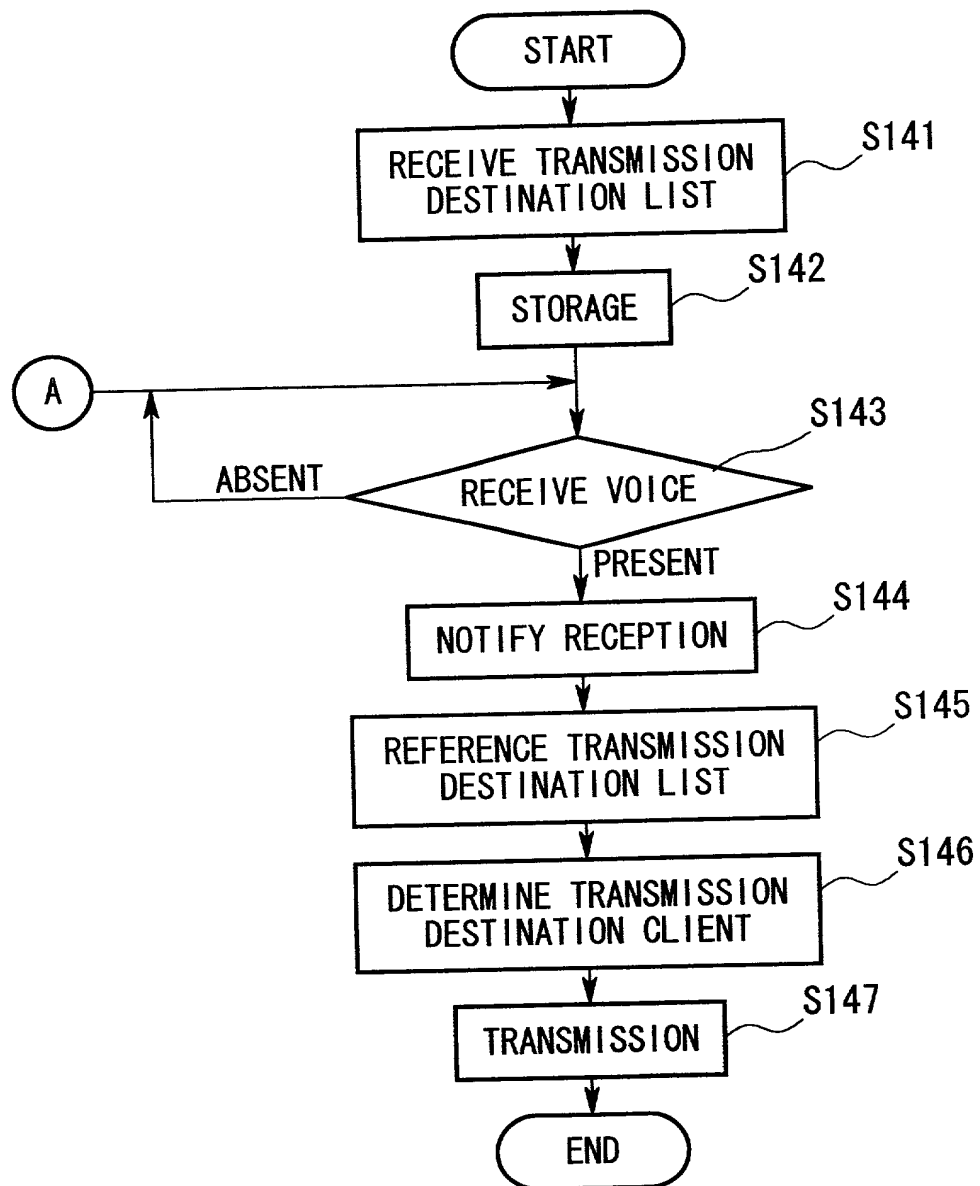 START
RECEIVE TRANSMISSION
DESTINATION LIST
S141
STORAGE
S142
A
ABSENT
RECEIVE VOICE
S143
PRESENT
NOTIFY RECEPTION
S144
REFERENCE TRANSMISSION
DESTINATION LIST
S145
DETERMINE TRANSMISSION
DESTINATION CLIENT
S146
TRANSMISSION
S147
END